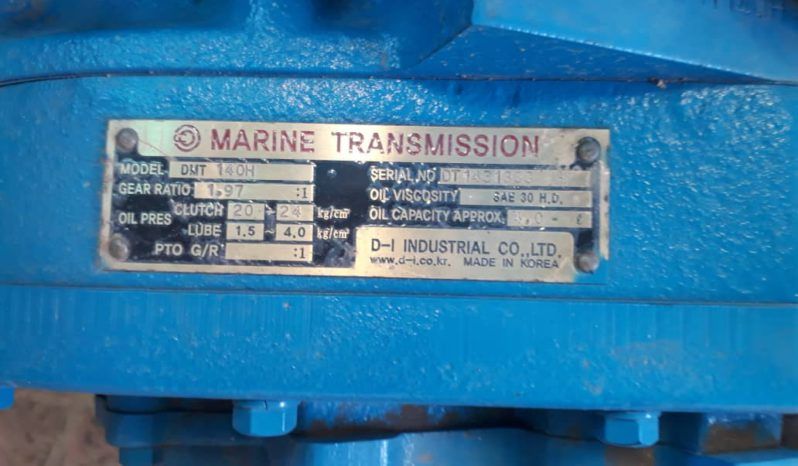 MARINE TRANSMISSION
MODEL DMT 140H
SERIAL NO.
GEAR RATIO 1.97 :1
OIL VISCOSITY SAE 30 H.D.
OIL PRES CLUTCH 20 ~ 24 kg/cm²
LUBE 1.5 ~ 4.0 kg/cm²
OIL CAPACITY APPROX. ℓ
PTO G/R :1
D-I INDUSTRIAL CO.,LTD.
www.d-i.co.kr. MADE IN KOREA